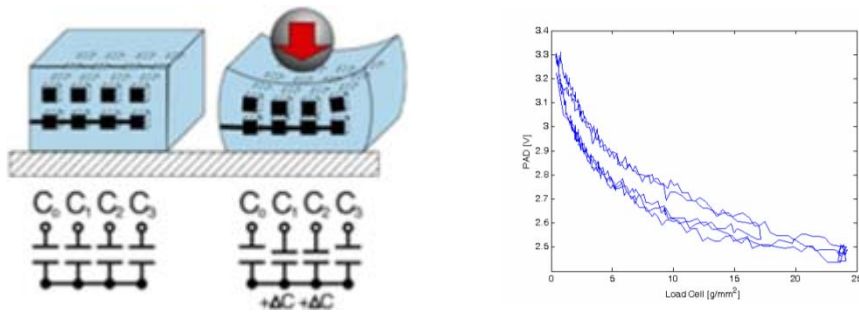 C₀ C₁ C₂ C₃
C₀ C₁ C₂ C₃
+ΔC +ΔC
3.4
3.3
3.2
3.1
3
2.9
2.8
2.7
2.6
2.5
PAD [V]
0 5 10 15 20 25
Load Cell [g/mm²]